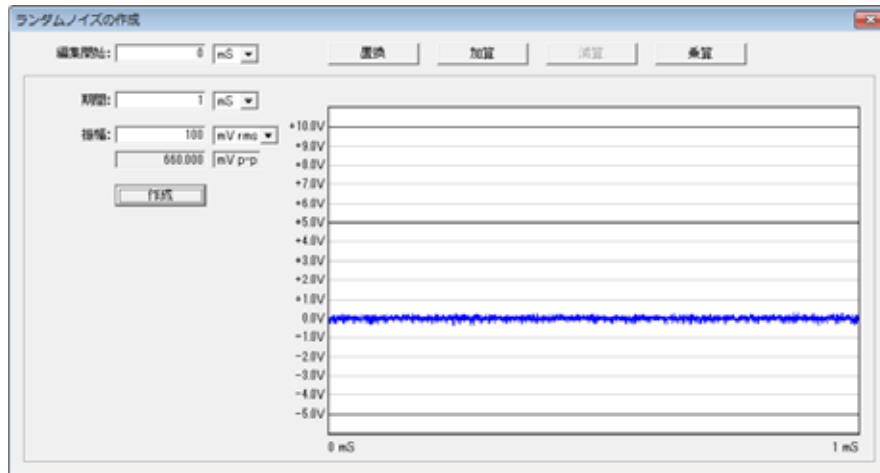 ランダムノイズの作成
編集開始: 0 mS
置換 加算 減算 乗算
期間: 1 mS
振幅: 100 mV rms
660.000 mV p-p
作成
+10.0V
+9.0V
+8.0V
+7.0V
+6.0V
+5.0V
+4.0V
+3.0V
+2.0V
+1.0V
0.0V
-1.0V
-2.0V
-3.0V
-4.0V
-5.0V
0 mS 1 mS